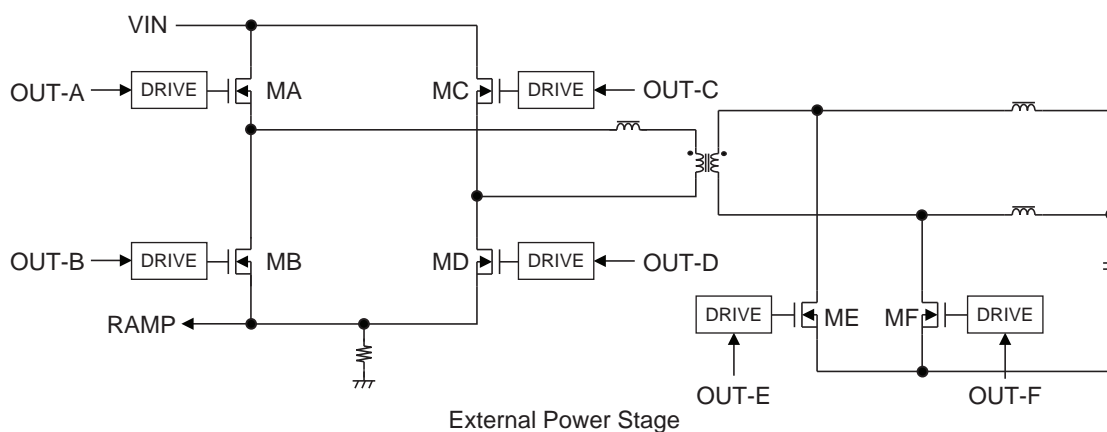 VIN
OUT-A
DRIVE
MA
MC
DRIVE
OUT-C
OUT-B
DRIVE
MB
MD
DRIVE
OUT-D
RAMP
DRIVE
ME
MF
DRIVE
OUT-E
OUT-F
External Power Stage